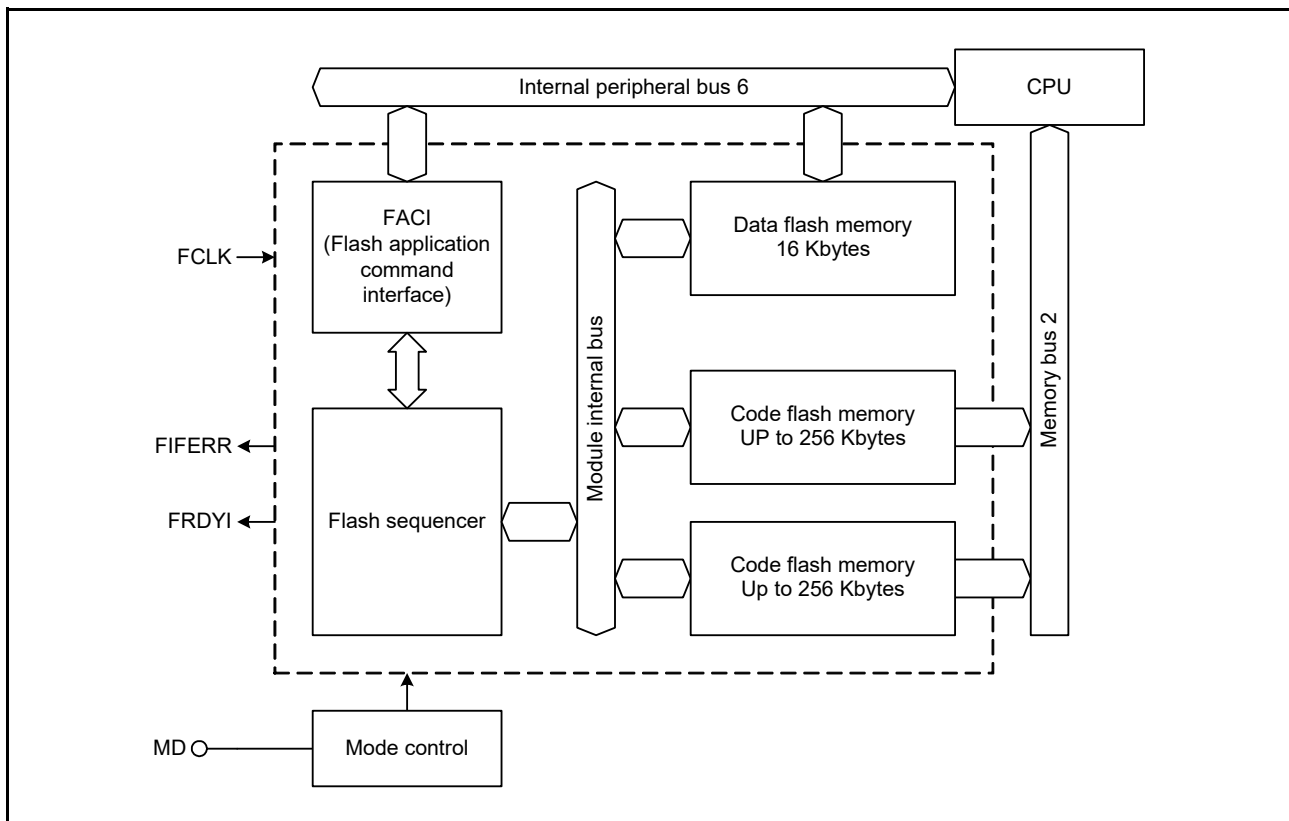 Internal peripheral bus 6
CPU
FACI
(Flash application
command
interface)
Data flash memory
16 Kbytes
FCLK
Module internal bus
Memory bus 2
Code flash memory
UP to 256 Kbytes
FIFERR
FRDYI
Flash sequencer
Code flash memory
Up to 256 Kbytes
MD
Mode control